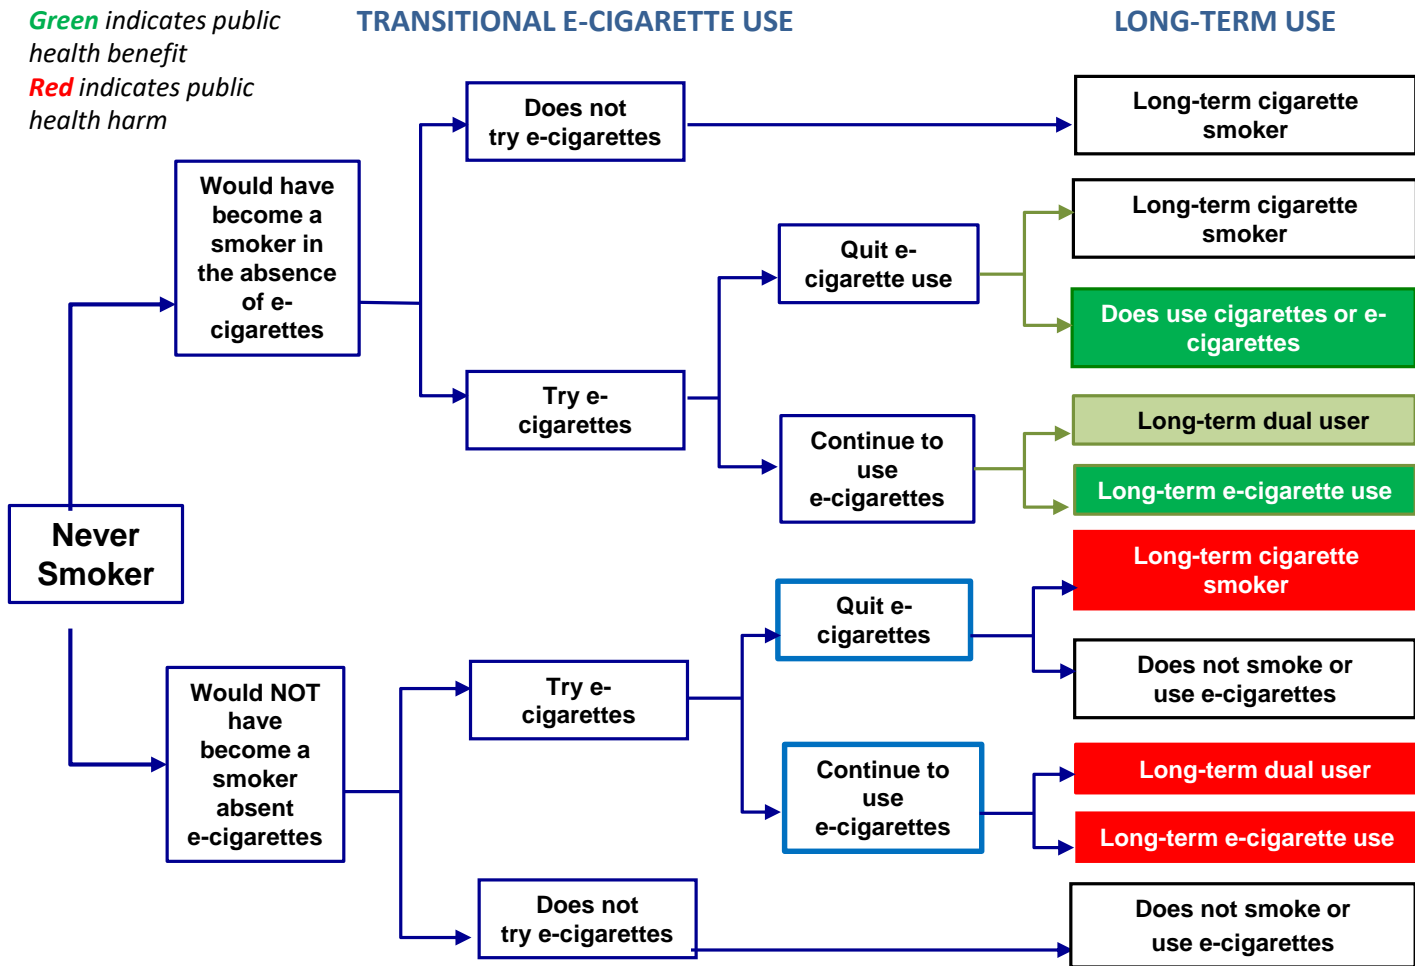 Green indicates public
health benefit
Red indicates public
health harm
TRANSITIONAL E-CIGARETTE USE
LONG-TERM USE
Never
Smoker
Would have
become a
smoker in
the absence
of e-
cigarettes
Does not
try e-cigarettes
Long-term cigarette
smoker
Try e-
cigarettes
Quit e-
cigarette use
Long-term cigarette
smoker
Does use cigarettes or e-
cigarettes
Continue to
use
e-cigarettes
Long-term dual user
Long-term e-cigarette use
Would NOT
have
become a
smoker
absent
e-cigarettes
Try e-
cigarettes
Quit e-
cigarettes
Long-term cigarette
smoker
Does not smoke or
use e-cigarettes
Continue to
use
e-cigarettes
Long-term dual user
Long-term e-cigarette use
Does not
try e-cigarettes
Does not smoke or
use e-cigarettes